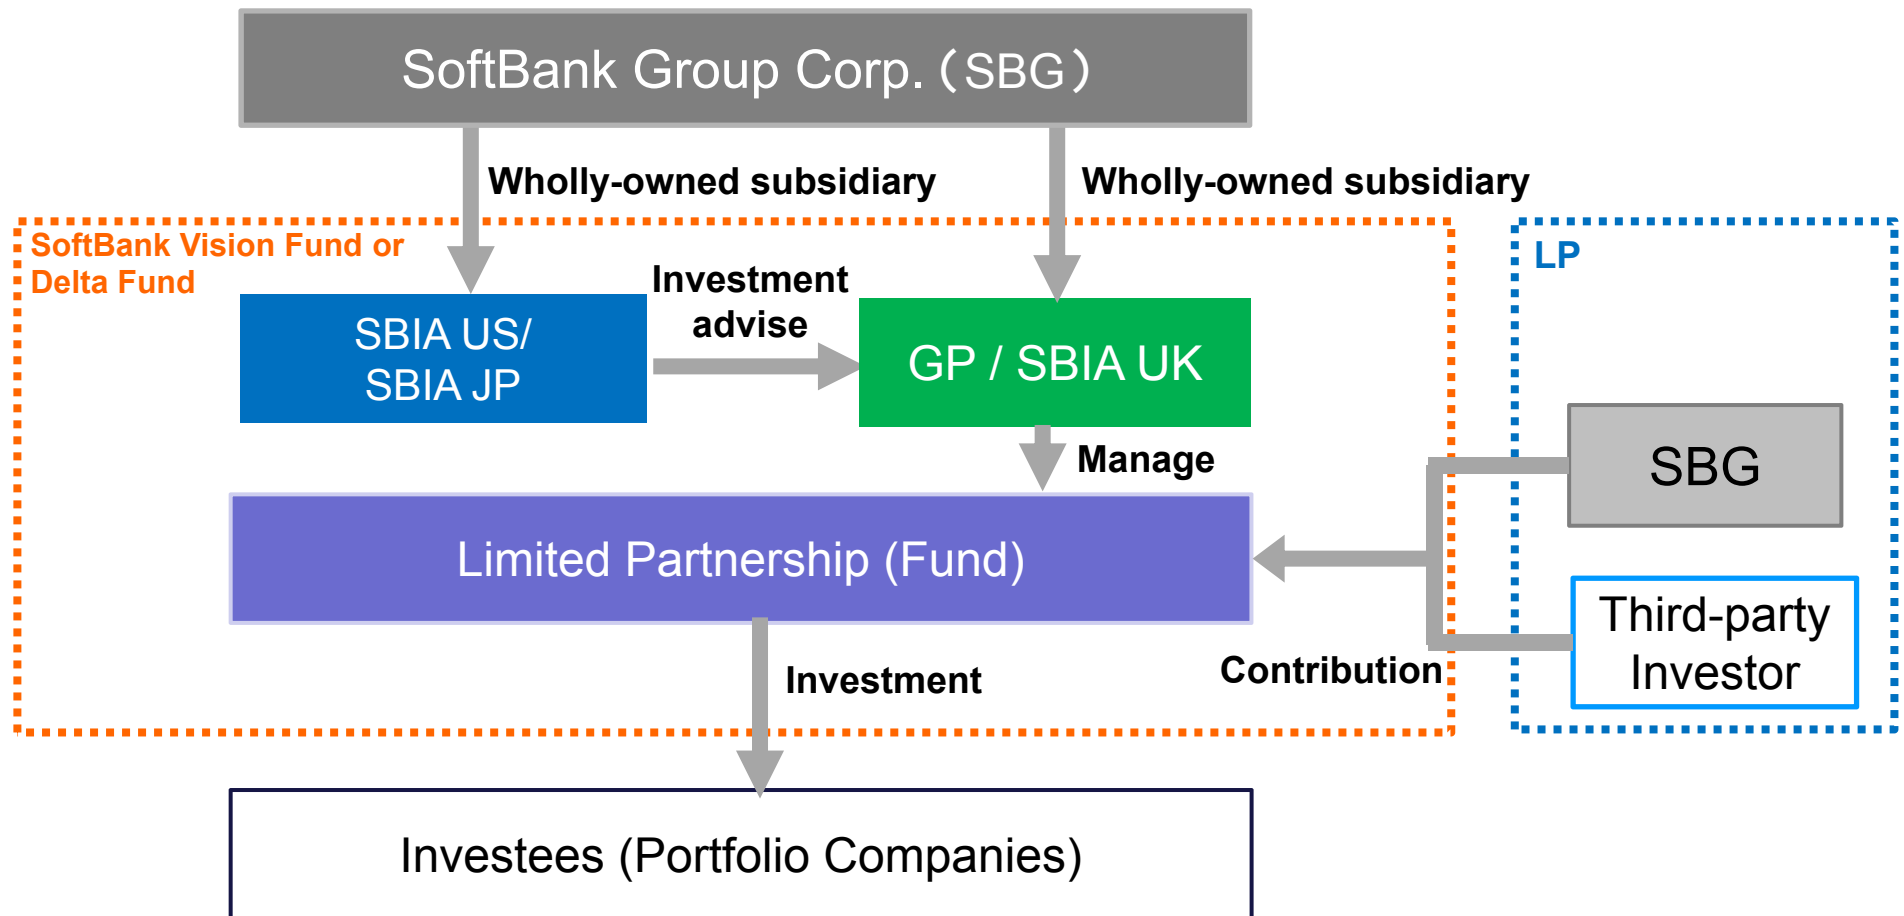 SoftBank Group Corp.（SBG）
Wholly-owned subsidiary
Wholly-owned subsidiary
SoftBank Vision Fund or
Delta Fund
LP
Investment
advise
SBIA US/
SBIA JP
GP / SBIA UK
Manage
SBG
Limited Partnership (Fund)
Third-party
Investor
Contribution
Investment
Investees (Portfolio Companies)